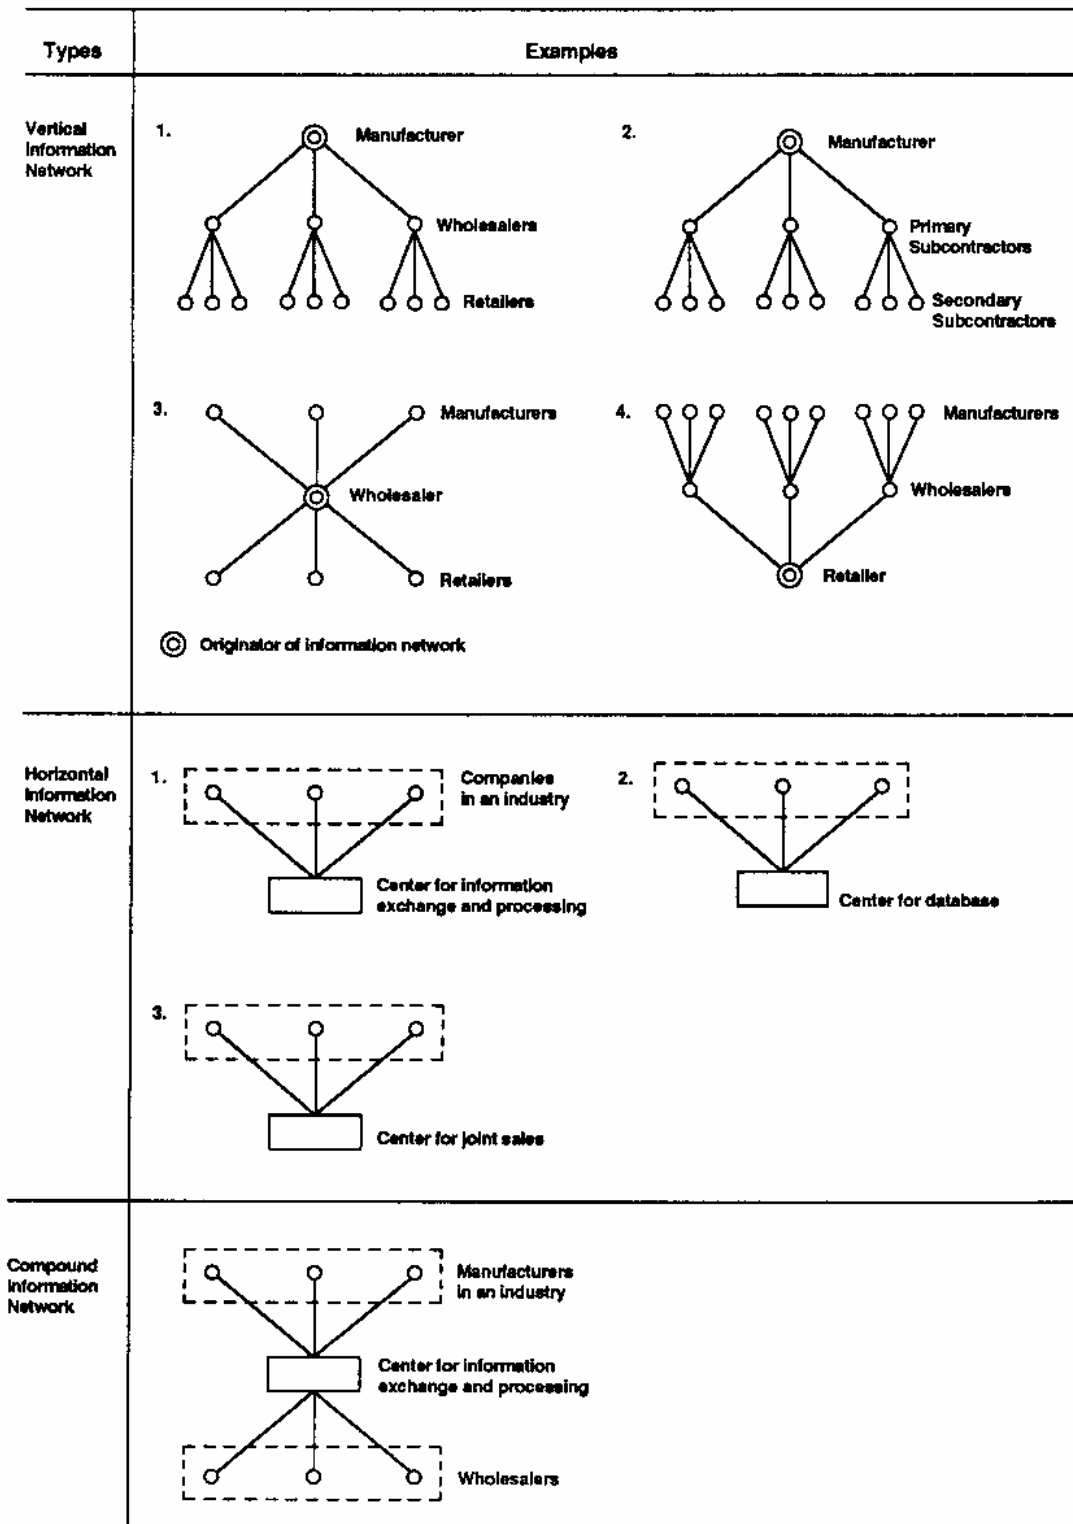 Types
Examples
Vertical
Information
Network
1.
Manufacturer
Wholesalers
Retailers
2.
Manufacturer
Primary
Subcontractors
Secondary
Subcontractors
3.
Manufacturers
Wholesaler
Retailers
4.
Manufacturers
Wholesalers
Retailer
Originator of information network
Horizontal
Information
Network
1.
Companies
in an industry
Center for information
exchange and processing
2.
Center for database
3.
Center for joint sales
Compound
Information
Network
Manufacturers
in an industry
Center for information
exchange and processing
Wholesalers